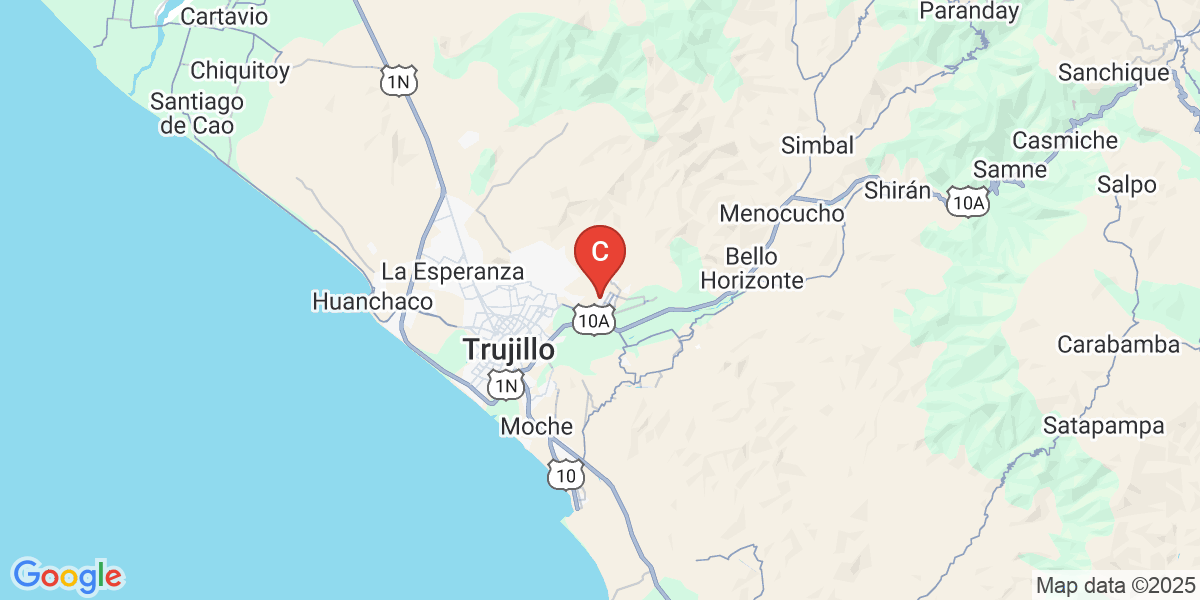 Cartavio
Paranday
Chiquitoy
1N
Sanchique
Santiago
de Cao
Simbal
Casmiche
Samne
Shirán
Salpo
10A
Menocucho
C
Bello
Horizonte
La Esperanza
Huanchaco
10A
Trujillo
Carabamba
1N
Moche
Satapampa
10
Google
Map data ©2025